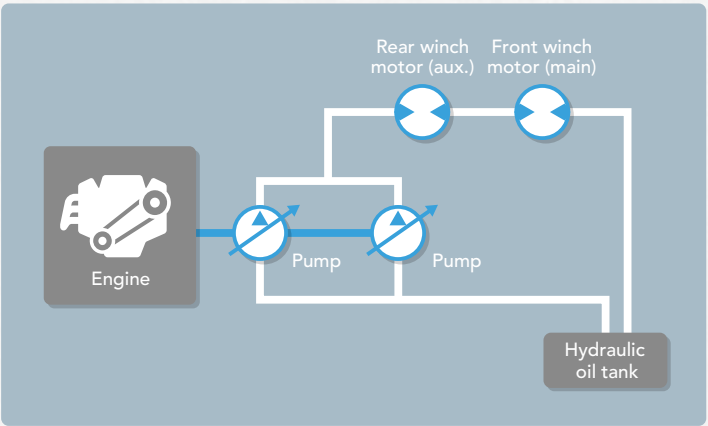 Rear winch
motor (aux.)
Front winch
motor (main)
Engine
Pump
Pump
Hydraulic
oil tank